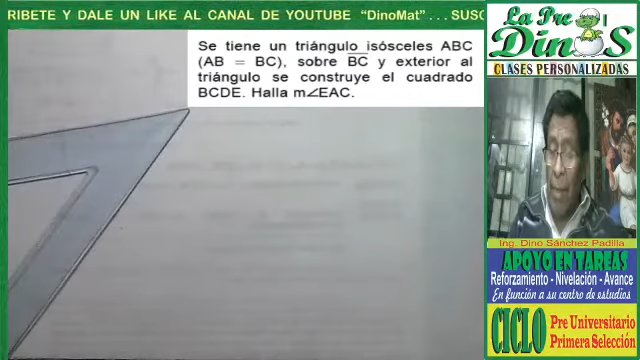 RIBETE Y DALE UN LIKE AL CANAL DE YOUTUBE "DinoMat" . . . SUSC
Se tiene un triángulo isósceles ABC
(AB = BC), sobre BC y exterior al
triángulo se construye el cuadrado
BCDE. Halla m∠EAC.
La Pre
DinoS
CLASES PERSONALIZADAS
Ing. Dino Sánchez Padilla
APOYO EN TAREAS
Reforzamiento - Nivelación - Avance
En función a su centro de estudios
CICLO Pre Universitario
Primera Selección